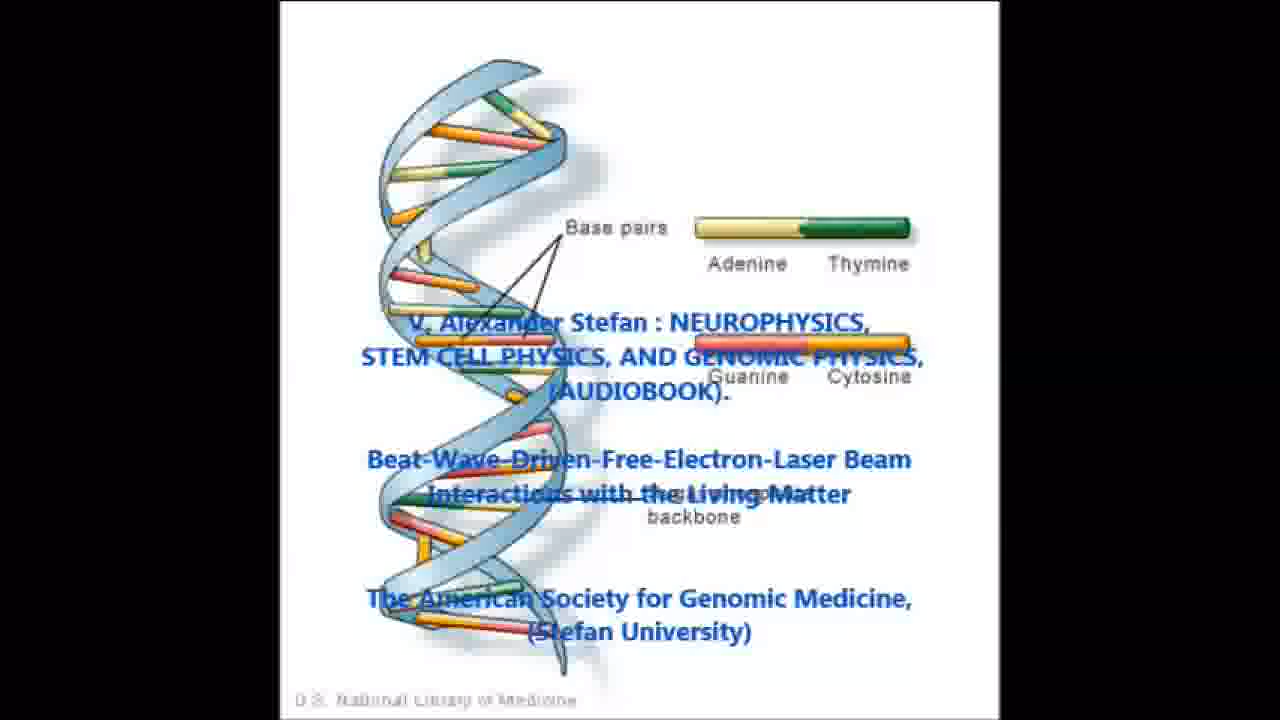 Base pairs
Adenine Thymine
V. Alexander Stefan : NEUROPHYSICS,
STEM CELL PHYSICS, AND GENOMIC PHYSICS,
Guanine Cytosine
(AUDIOBOOK).
Beat-Wave-Driven-Free-Electron-Laser Beam
Interactions with the Living Matter
backbone
The American Society for Genomic Medicine,
(Stefan University)
U.S. National Library of Medicine